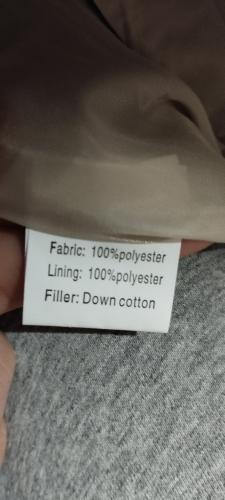 Fabric: 100%polyester
Lining: 100%polyester
Filler: Down cotton